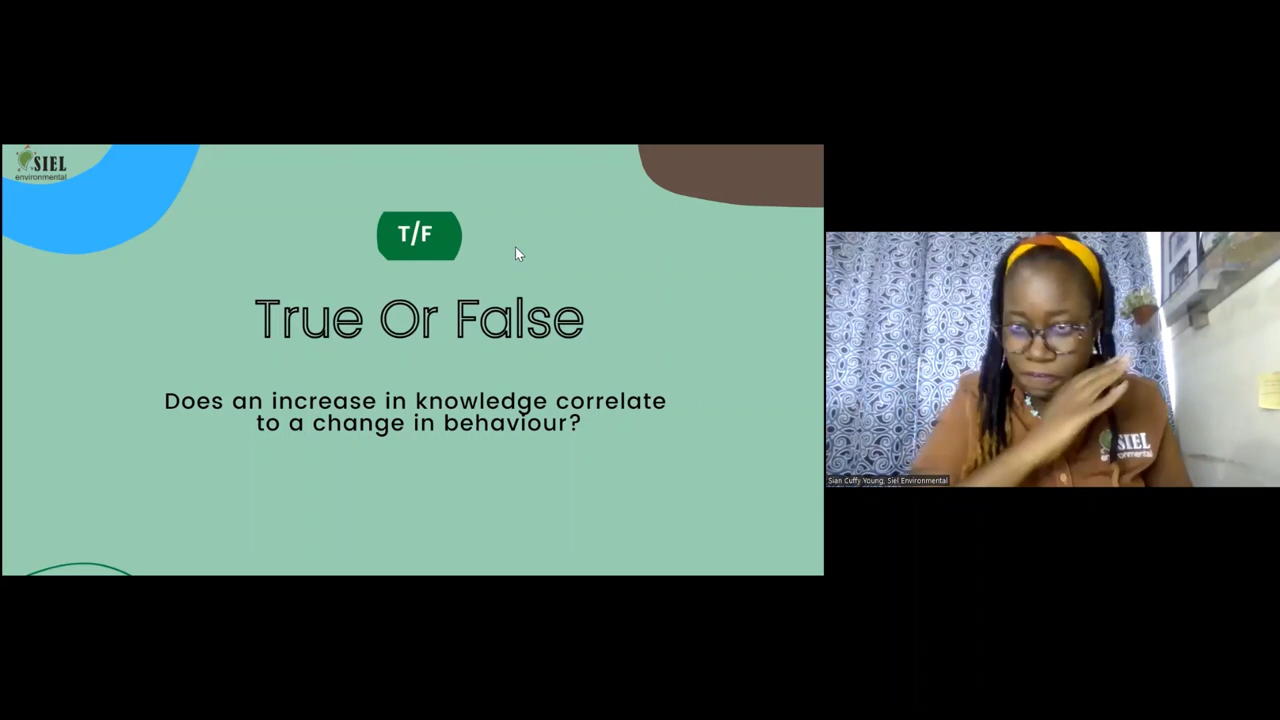 SIEL
environmental
T/F
True Or False
Does an increase in knowledge correlate
to a change in behaviour?
SIEL
environmental
Sian Cuffy Young, Siel Environmental